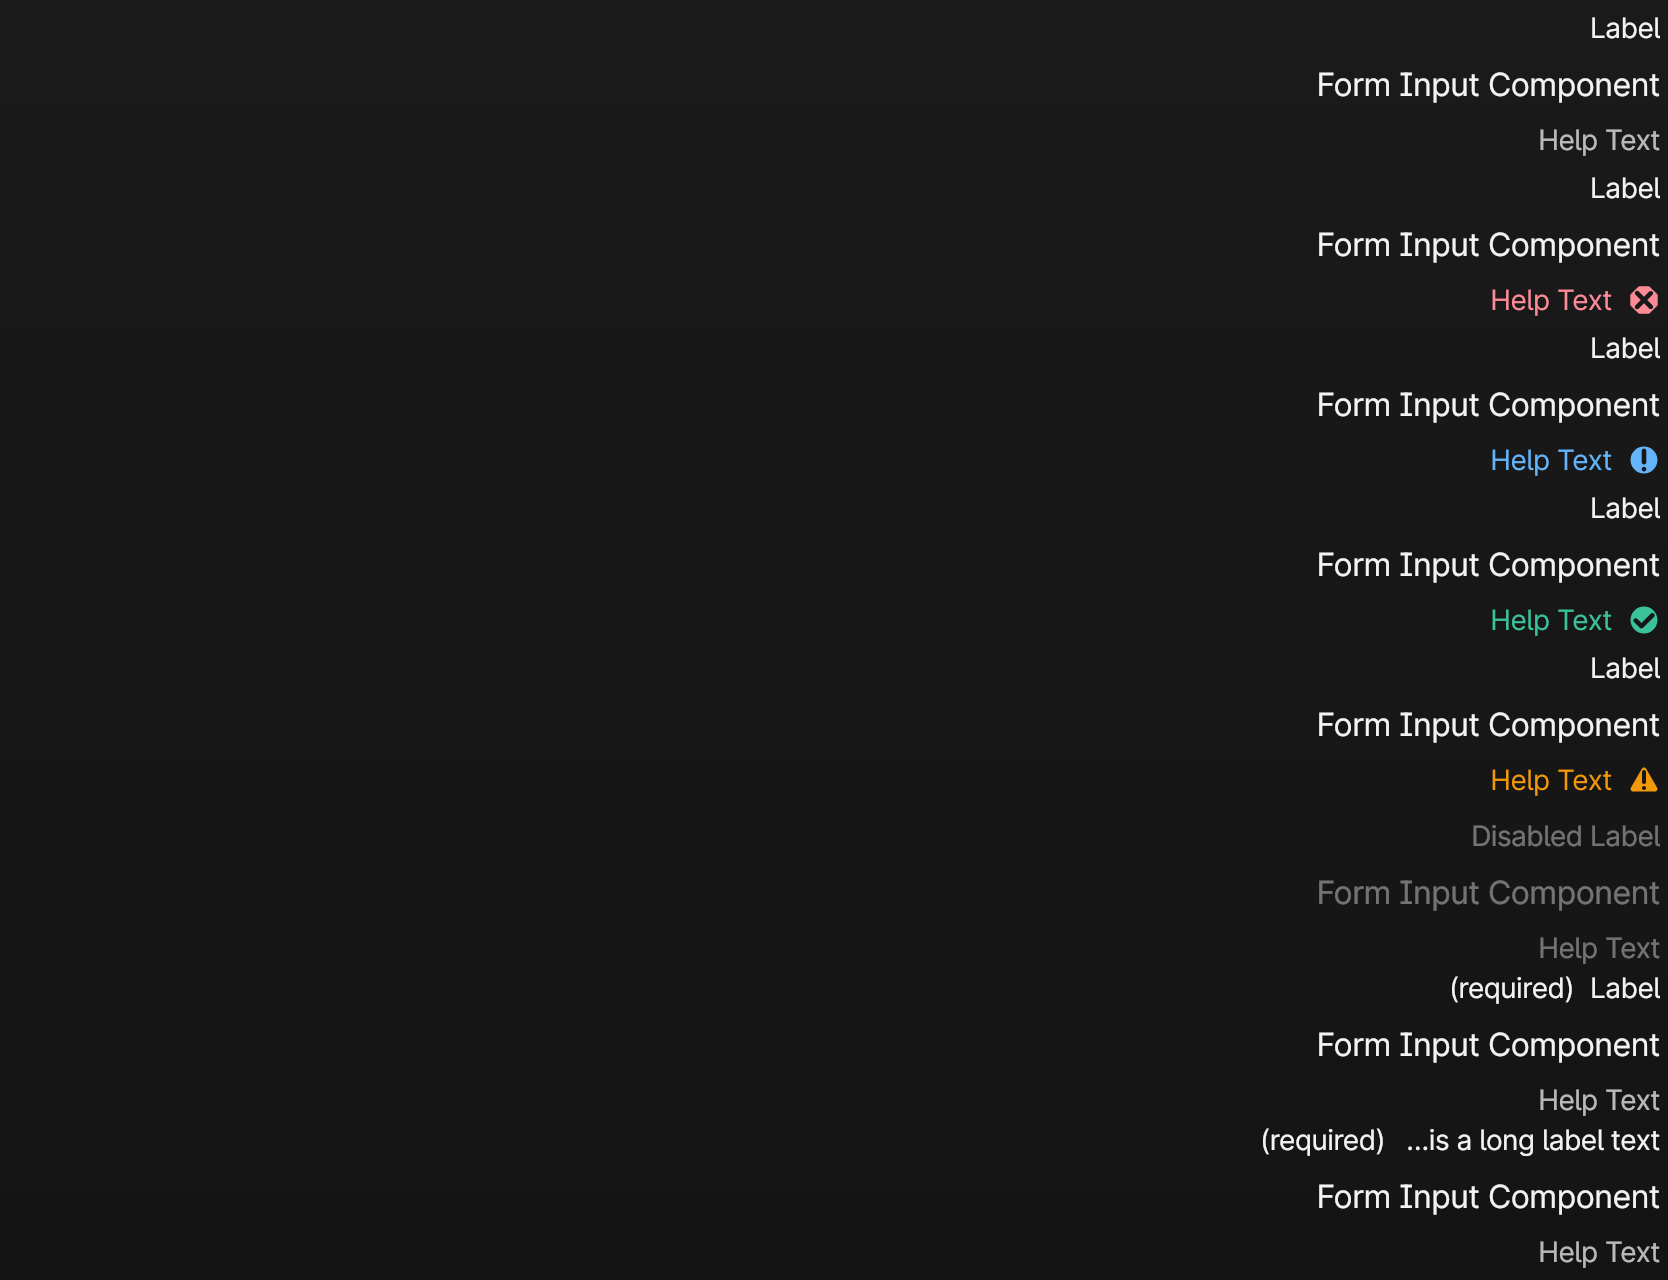 Label
Form Input Component
Help Text
Label
Form Input Component
Help Text
Label
Form Input Component
Help Text
Label
Form Input Component
Help Text
Label
Form Input Component
Help Text
Disabled Label
Form Input Component
Help Text
(required) Label
Form Input Component
Help Text
(required) ...is a long label text
Form Input Component
Help Text